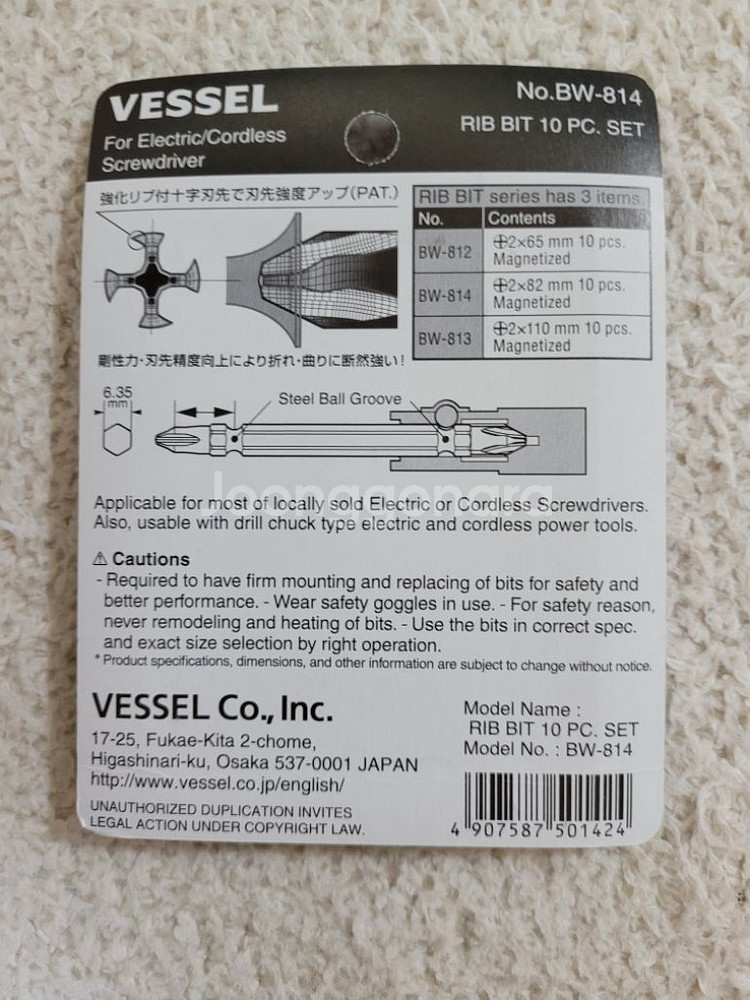 VESSEL
For Electric/Cordless
Screwdriver
No.BW-814
RIB BIT 10 PC. SET
強化リブ付十字刃先で刃先強度アップ(PAT.)
剛性力・刃先精度向上により折れ・曲りに断然強い!
RIB BIT series has 3 items.
No. Contents
BW-812 ⊕2×65 mm 10 pcs.
Magnetized
BW-814 ⊕2×82 mm 10 pcs.
Magnetized
BW-813 ⊕2×110 mm 10 pcs.
Magnetized
6.35
mm
Steel Ball Groove
Joonggonara
Applicable for most of locally sold Electric or Cordless Screwdrivers.
Also, usable with drill chuck type electric and cordless power tools.
⚠ Cautions
- Required to have firm mounting and replacing of bits for safety and
better performance. - Wear safety goggles in use. - For safety reason,
never remodeling and heating of bits. - Use the bits in correct spec.
and exact size selection by right operation.
* Product specifications, dimensions, and other information are subject to change without notice.
VESSEL Co., Inc.
17-25, Fukae-Kita 2-chome,
Higashinari-ku, Osaka 537-0001 JAPAN
http://www.vessel.co.jp/english/
UNAUTHORIZED DUPLICATION INVITES
LEGAL ACTION UNDER COPYRIGHT LAW.
Model Name :
RIB BIT 10 PC. SET
Model No. : BW-814
4 907587 501424